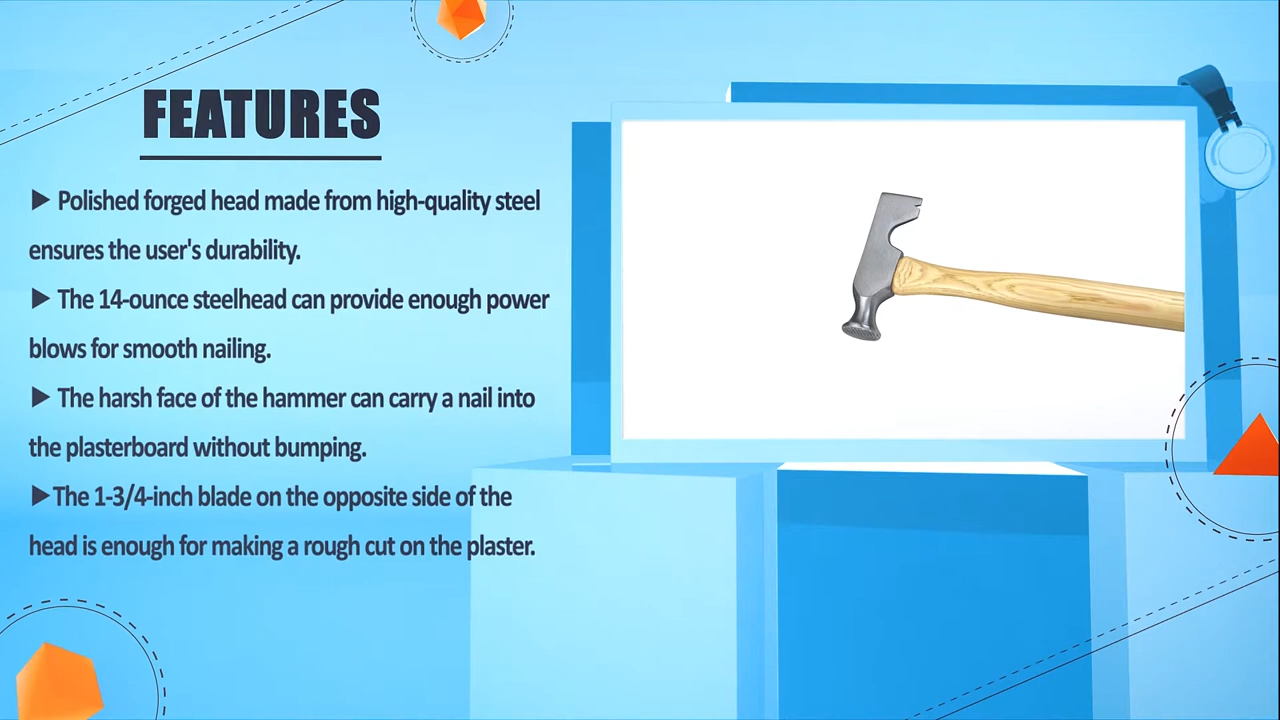 FEATURES
▶ Polished forged head made from high-quality steel
ensures the user's durability.
▶ The 14-ounce steelhead can provide enough power
blows for smooth nailing.
▶ The harsh face of the hammer can carry a nail into
the plasterboard without bumping.
▶The 1-3/4-inch blade on the opposite side of the
head is enough for making a rough cut on the plaster.